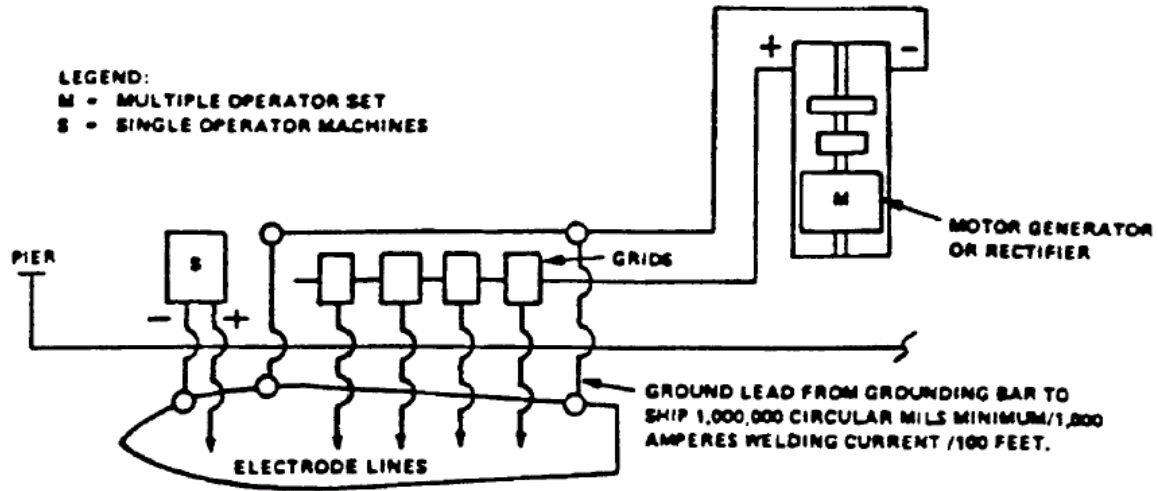 LEGEND:
M - MULTIPLE OPERATOR SET
S - SINGLE OPERATOR MACHINES
+ -
M
MOTOR GENERATOR
OR RECTIFIER
PIER
S
GRIDS
- +
GROUND LEAD FROM GROUNDING BAR TO
SHIP 1,000,000 CIRCULAR MILS MINIMUM/1,000
AMPERES WELDING CURRENT /100 FEET.
ELECTRODE LINES